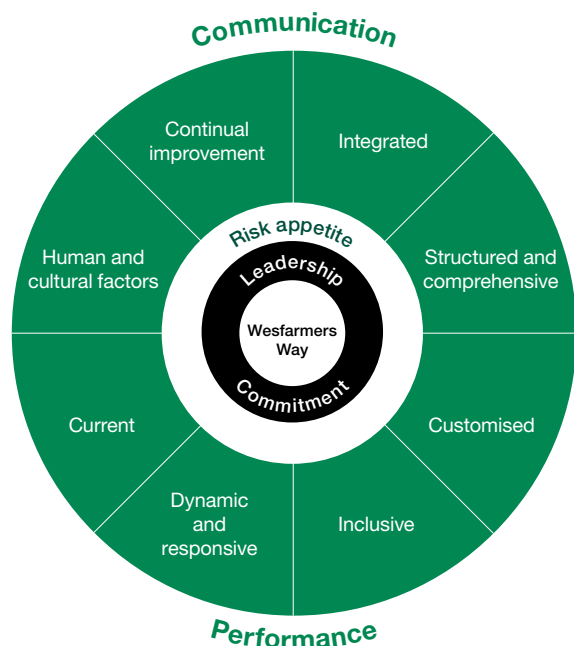 Communication
Continual
improvement
Integrated
Human and
cultural factors
Risk appetite
Structured and
comprehensive
Leadership
Wesfarmers
Way
Commitment
Current
Customised
Dynamic
and
responsive
Inclusive
Performance